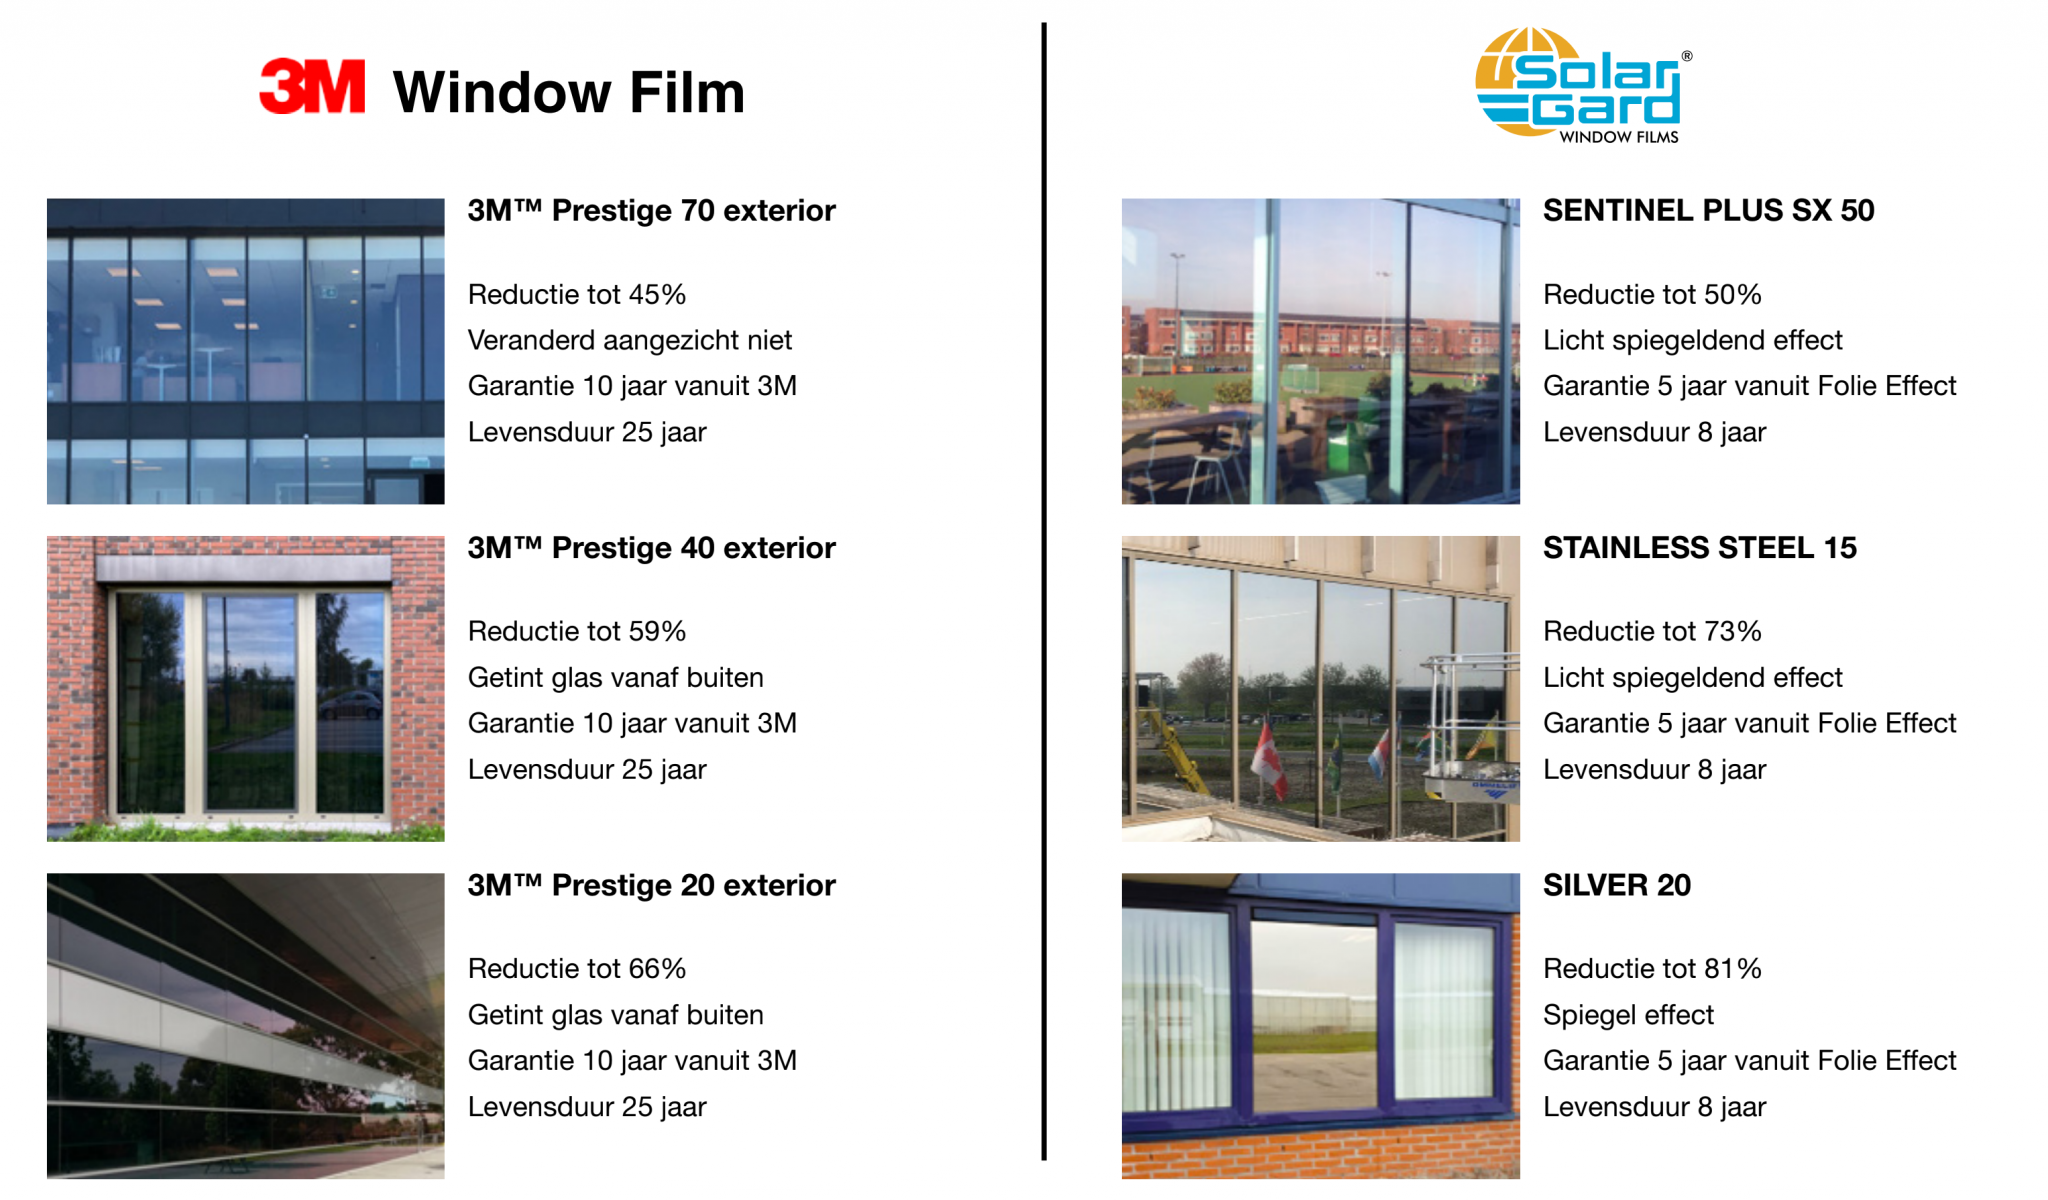 3M Window Film
3M™ Prestige 70 exterior
Reductie tot 45%
Veranderd aangezicht niet
Garantie 10 jaar vanuit 3M
Levensduur 25 jaar
3M™ Prestige 40 exterior
Reductie tot 59%
Getint glas vanaf buiten
Garantie 10 jaar vanuit 3M
Levensduur 25 jaar
3M™ Prestige 20 exterior
Reductie tot 66%
Getint glas vanaf buiten
Garantie 10 jaar vanuit 3M
Levensduur 25 jaar
Solar®
Gard
WINDOW FILMS
SENTINEL PLUS SX 50
Reductie tot 50%
Licht spiegeldend effect
Garantie 5 jaar vanuit Folie Effect
Levensduur 8 jaar
STAINLESS STEEL 15
Reductie tot 73%
Licht spiegeldend effect
Garantie 5 jaar vanuit Folie Effect
Levensduur 8 jaar
SILVER 20
Reductie tot 81%
Spiegel effect
Garantie 5 jaar vanuit Folie Effect
Levensduur 8 jaar